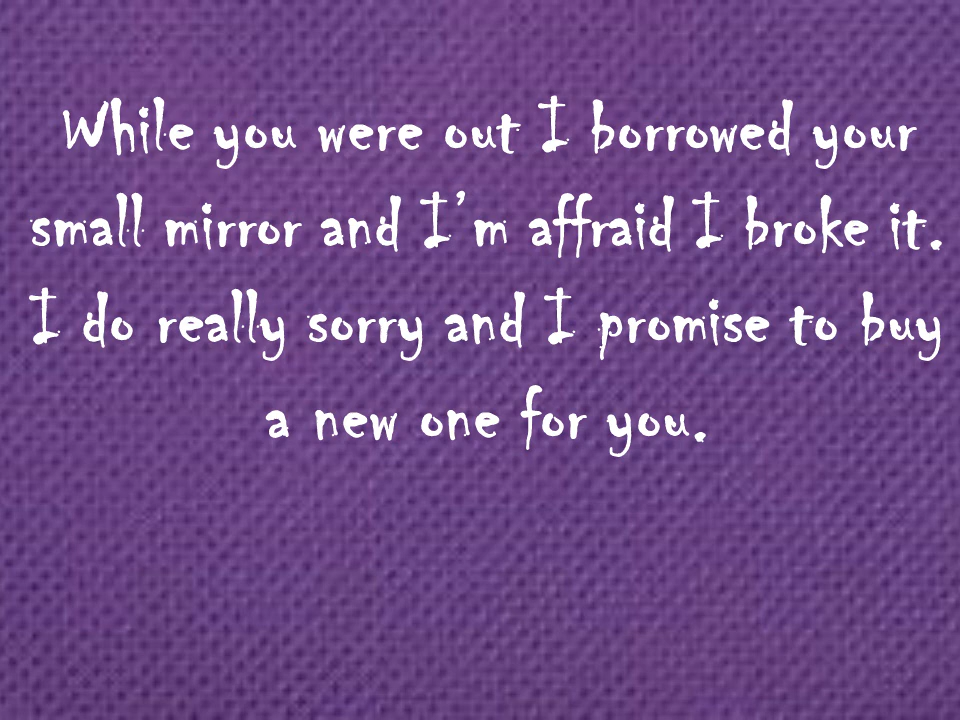 While you were out I borrowed your
small mirror and I'm affraid I broke it.
I do really sorry and I promise to buy
a new one for you.